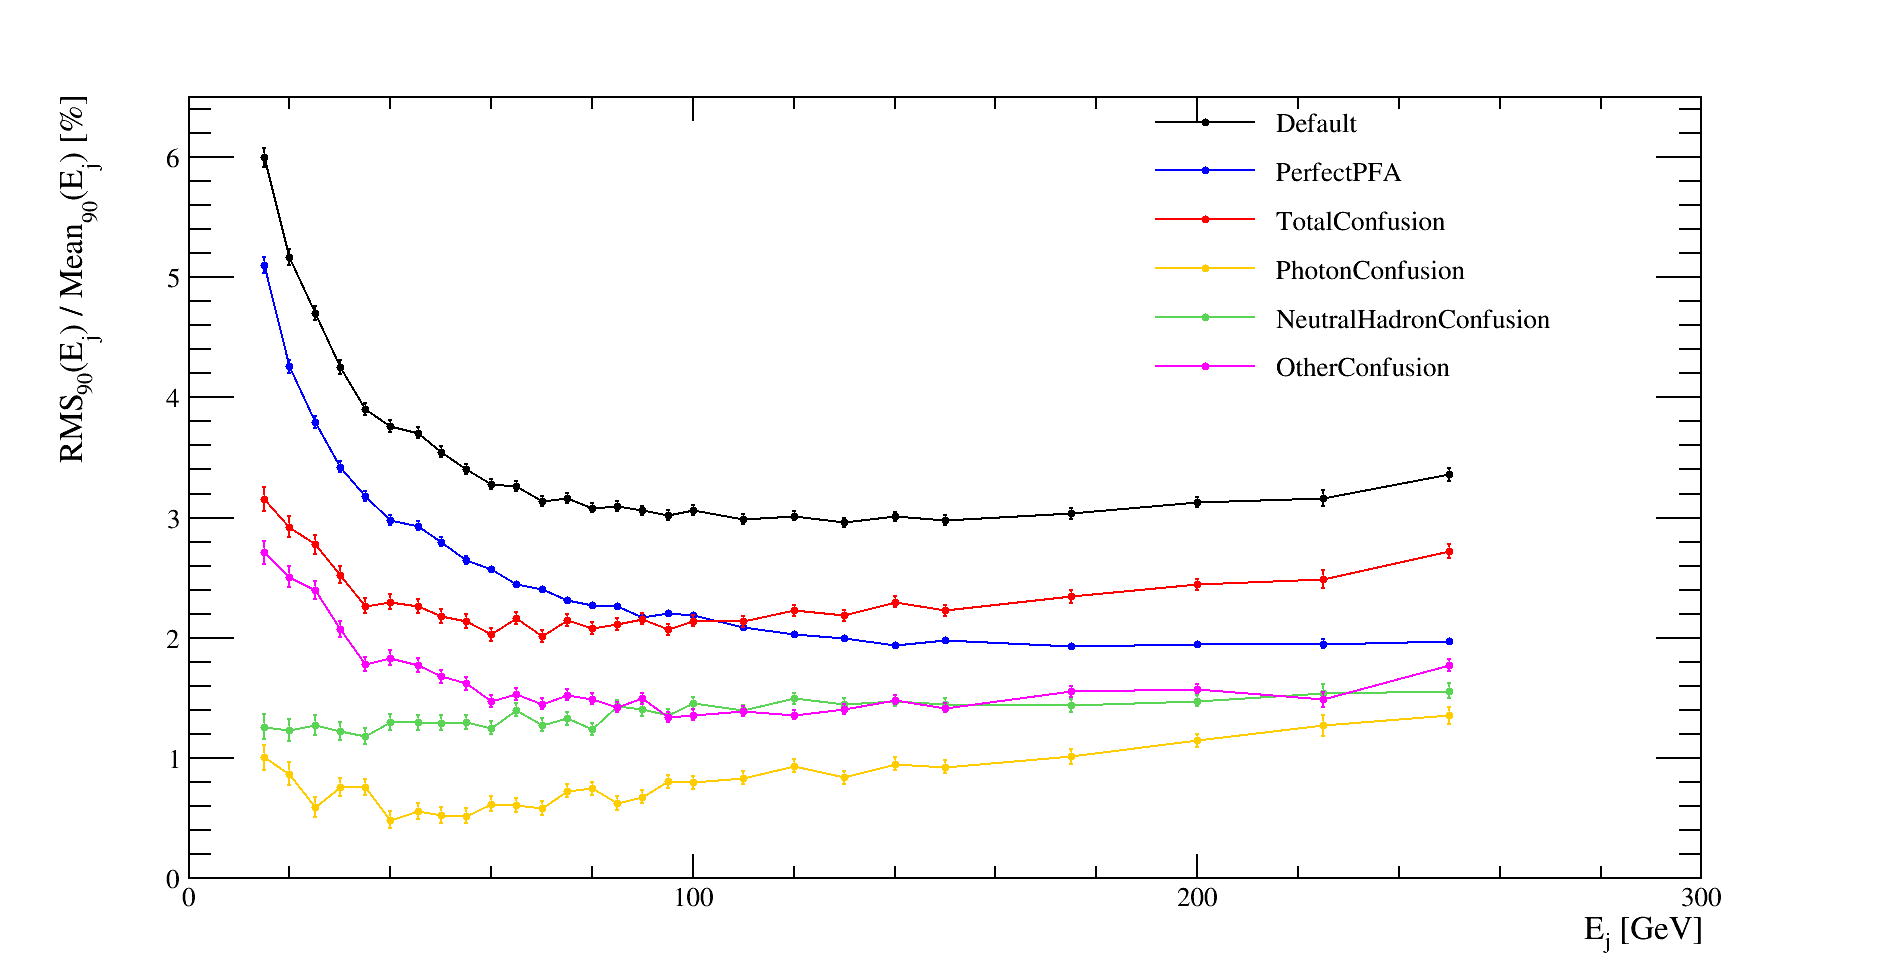 RMS90(Ej) / Mean90(Ej) [%]
6
5
4
3
2
1
0
0 100 200 300
Ej [GeV]
Default
PerfectPFA
TotalConfusion
PhotonConfusion
NeutralHadronConfusion
OtherConfusion